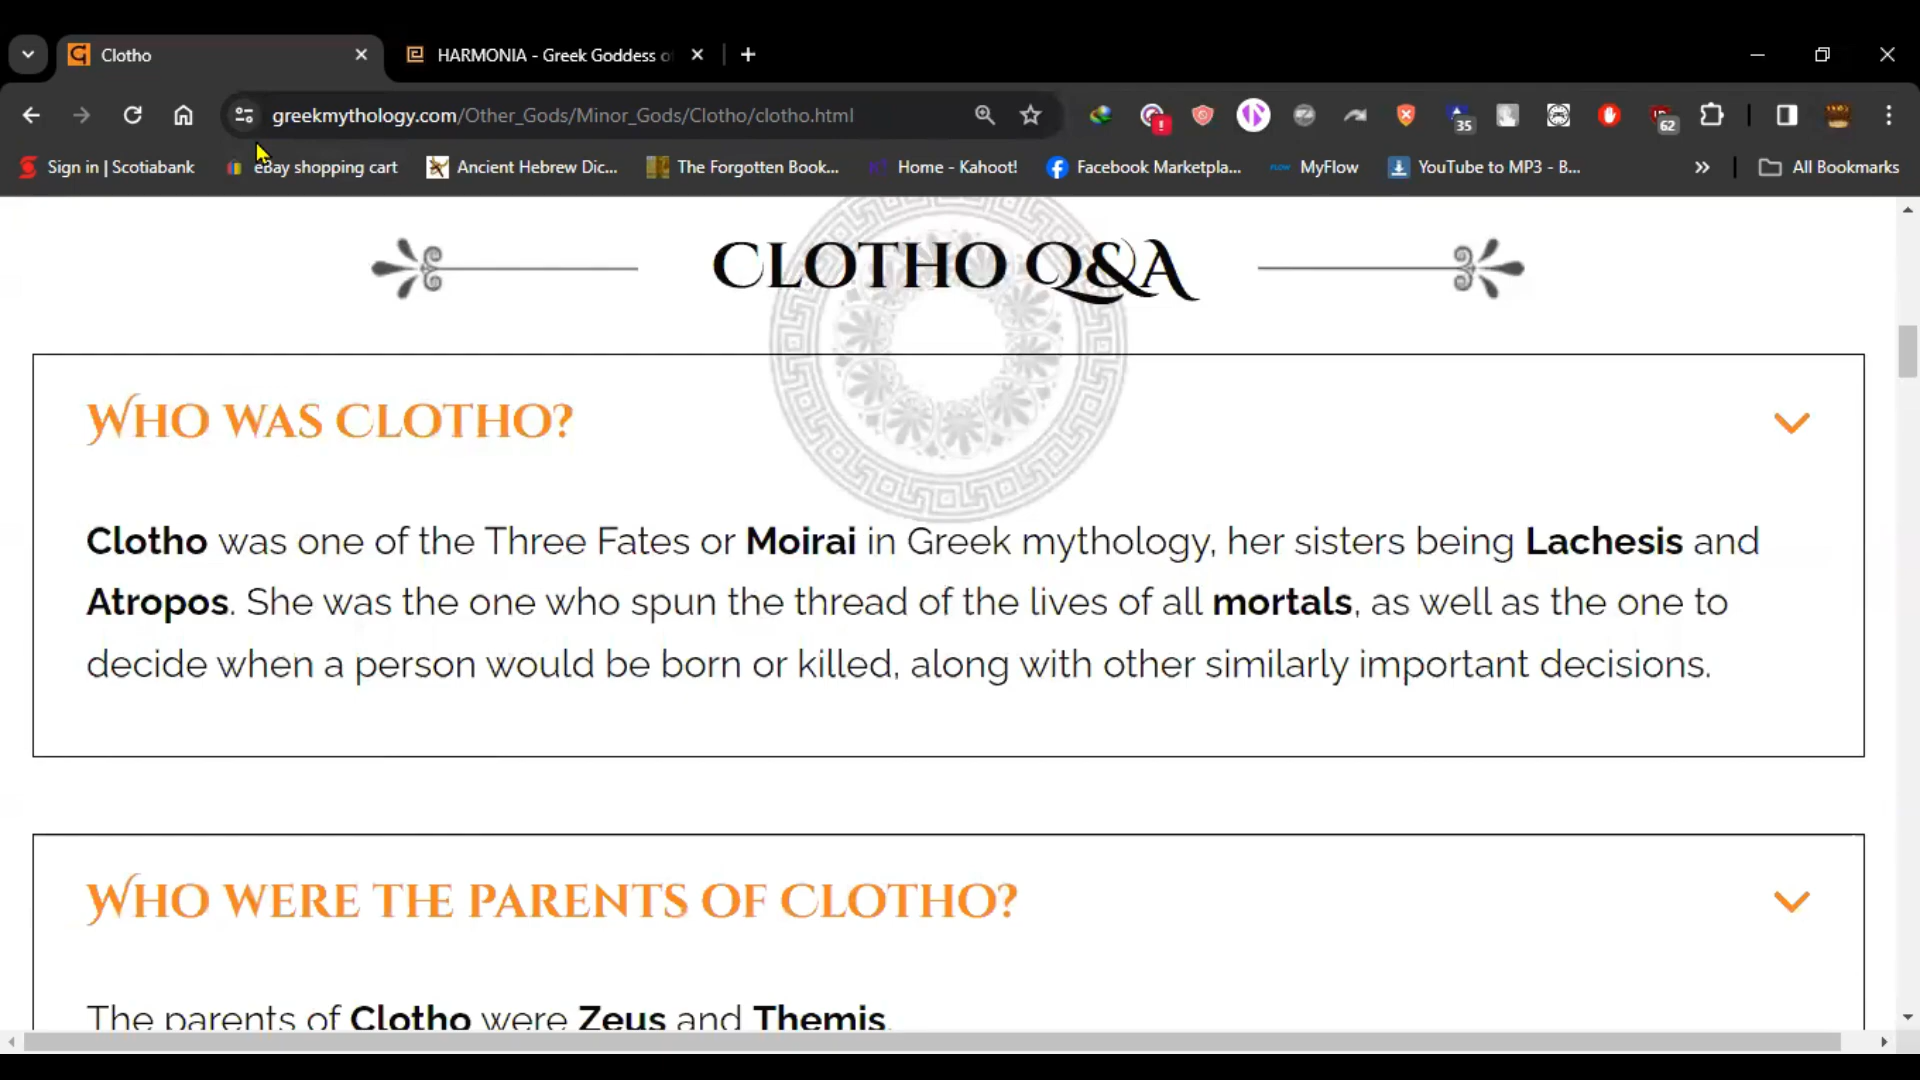 Clotho
HARMONIA - Greek Goddess o
greekmythology.com/Other_Gods/Minor_Gods/Clotho/clotho.html
35
62
Sign in | Scotiabank
eBay shopping cart
Ancient Hebrew Dic...
The Forgotten Book...
Home - Kahoot!
Facebook Marketpla...
MyFlow
YouTube to MP3 - B...
All Bookmarks
CLOTHO Q&A
WHO WAS CLOTHO?
Clotho was one of the Three Fates or Moirai in Greek mythology, her sisters being Lachesis and
Atropos. She was the one who spun the thread of the lives of all mortals, as well as the one to
decide when a person would be born or killed, along with other similarly important decisions.
WHO WERE THE PARENTS OF CLOTHO?
The parents of Clotho were Zeus and Themis.